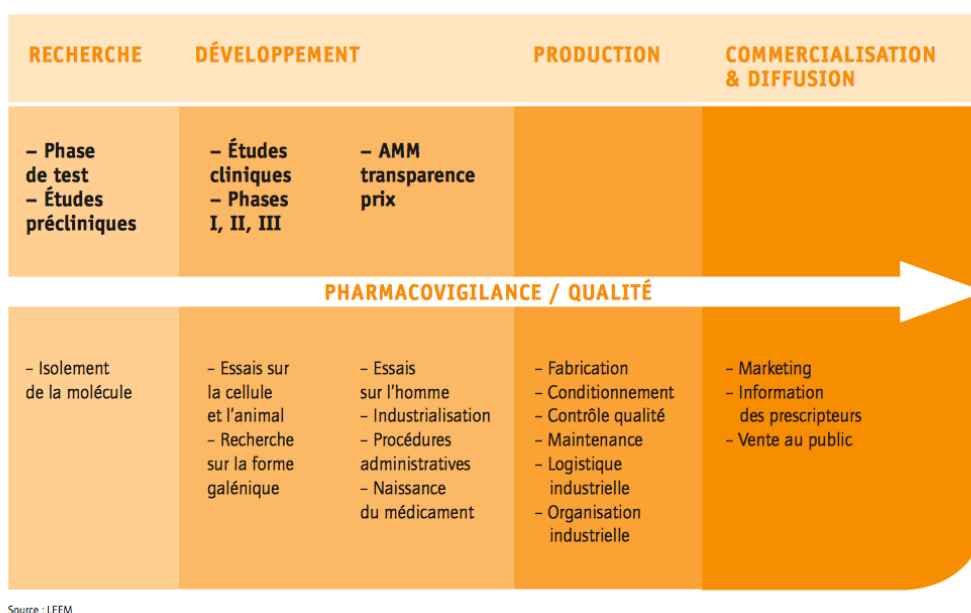 RECHERCHE
DÉVELOPPEMENT
PRODUCTION
COMMERCIALISATION
& DIFFUSION
– Phase
de test
– Études
précliniques
– Études
cliniques
– Phases
I, II, III
– AMM
transparence
prix
PHARMACOVIGILANCE / QUALITÉ
– Isolement
de la molécule
– Essais sur
la cellule
et l'animal
– Recherche
sur la forme
galénique
– Essais
sur l'homme
– Industrialisation
– Procédures
administratives
– Naissance
du médicament
– Fabrication
– Conditionnement
– Contrôle qualité
– Maintenance
– Logistique
industrielle
– Organisation
industrielle
– Marketing
– Information
des prescripteurs
– Vente au public
Source : LEEM